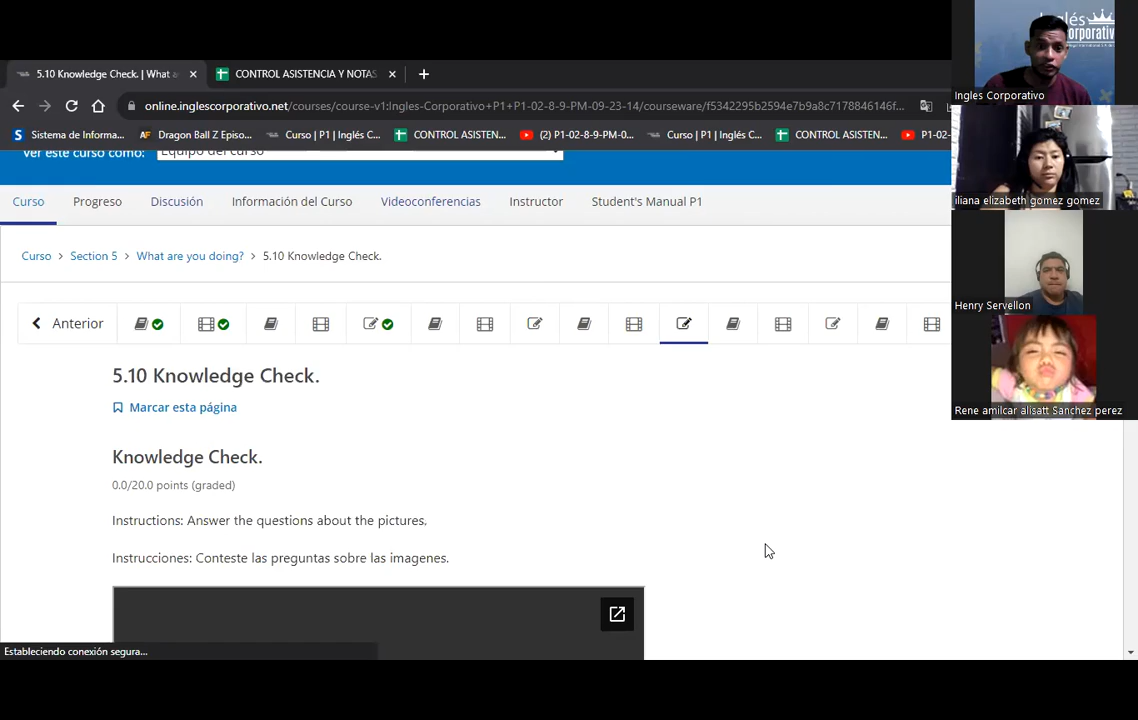 5.10 Knowledge Check. | What a
CONTROL ASISTENCIA Y NOTAS
online.inglescorporativo.net/courses/course-v1:Ingles-Corporativo+P1+P1-02-8-9-PM-09-23-14/courseware/f5342295b2594e7b9a8c7178846146f...
Sistema de Informa...
Dragon Ball Z Episo...
Curso | P1 | Inglés C...
CONTROL ASISTEN...
(2) P1-02-8-9-PM-0...
Curso | P1 | Inglés C...
CONTROL ASISTEN...
P1-02-8-9
Ver este curso como:
Equipo del curso
Curso
Progreso
Discusión
Información del Curso
Videoconferencias
Instructor
Student's Manual P1
Curso > Section 5 > What are you doing? > 5.10 Knowledge Check.
Anterior
5.10 Knowledge Check.
Marcar esta página
Knowledge Check.
0.0/20.0 points (graded)
Instructions: Answer the questions about the pictures.
Instrucciones: Conteste las preguntas sobre las imagenes.
Estableciendo conexión segura...
Inglés
Corporativo
Ingles Corporativo
iliana elizabeth gomez gomez
Henry Servellon
Rene amilcar alisatt Sanchez perez